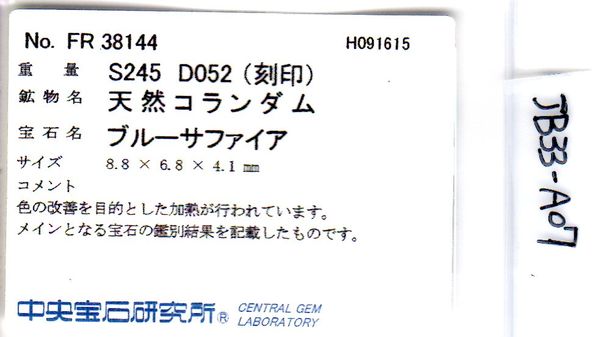 No. FR 38144 H091615
重量 S245 D052 (刻印)
鉱物名 天然コランダム
宝石名 ブルーサファイア
サイズ 8.8 × 6.8 × 4.1 ㎜
コメント
色の改善を目的とした加熱が行われています。
メインとなる宝石の鑑別結果を記載したものです。
中央宝石研究所® CENTRAL GEM
LABORATORY
JB33-A07